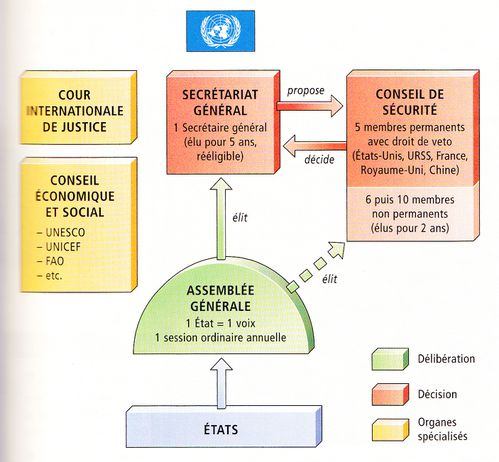 COUR
INTERNATIONALE
DE JUSTICE
CONSEIL
ÉCONOMIQUE
ET SOCIAL
– UNESCO
– UNICEF
– FAO
– etc.
SECRÉTARIAT
GÉNÉRAL
1 Secrétaire général
(élu pour 5 ans,
rééligible)
propose
décide
CONSEIL DE
SÉCURITÉ
5 membres permanents
avec droit de veto
(États-Unis, URSS, France,
Royaume-Uni, Chine)
6 puis 10 membres
non permanents
(élus pour 2 ans)
élit
élit
ASSEMBLÉE
GÉNÉRALE
1 État = 1 voix
1 session ordinaire annuelle
ÉTATS
Délibération
Décision
Organes
spécialisés